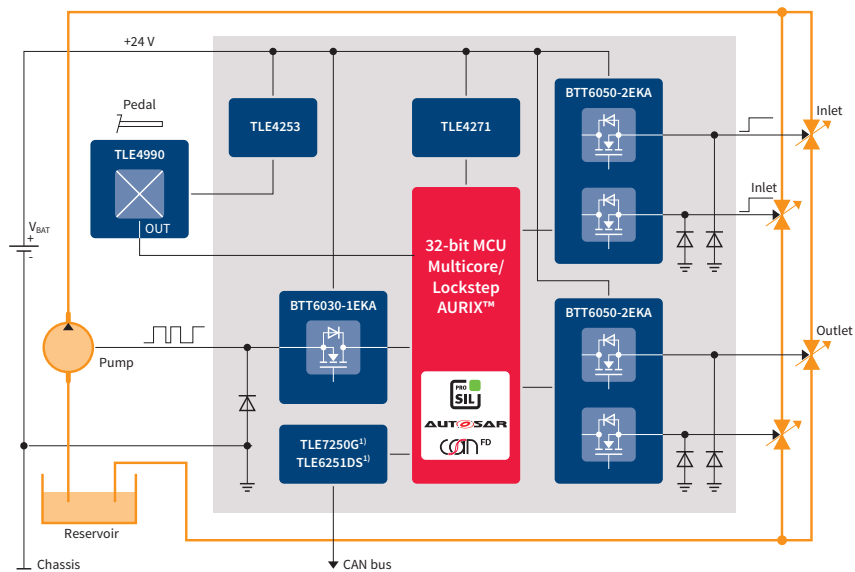 +24 V
Pedal
TLE4990
OUT
TLE4253
TLE4271
BTT6050-2EKA
Inlet
Inlet
V_BAT
+
-
32-bit MCU
Multicore/
Lockstep
AURIX™
BTT6030-1EKA
BTT6050-2EKA
Outlet
Pump
PRO
SIL
AUTOSAR
can FD
TLE7250G1)
TLE6251DS1)
Reservoir
Chassis
CAN bus